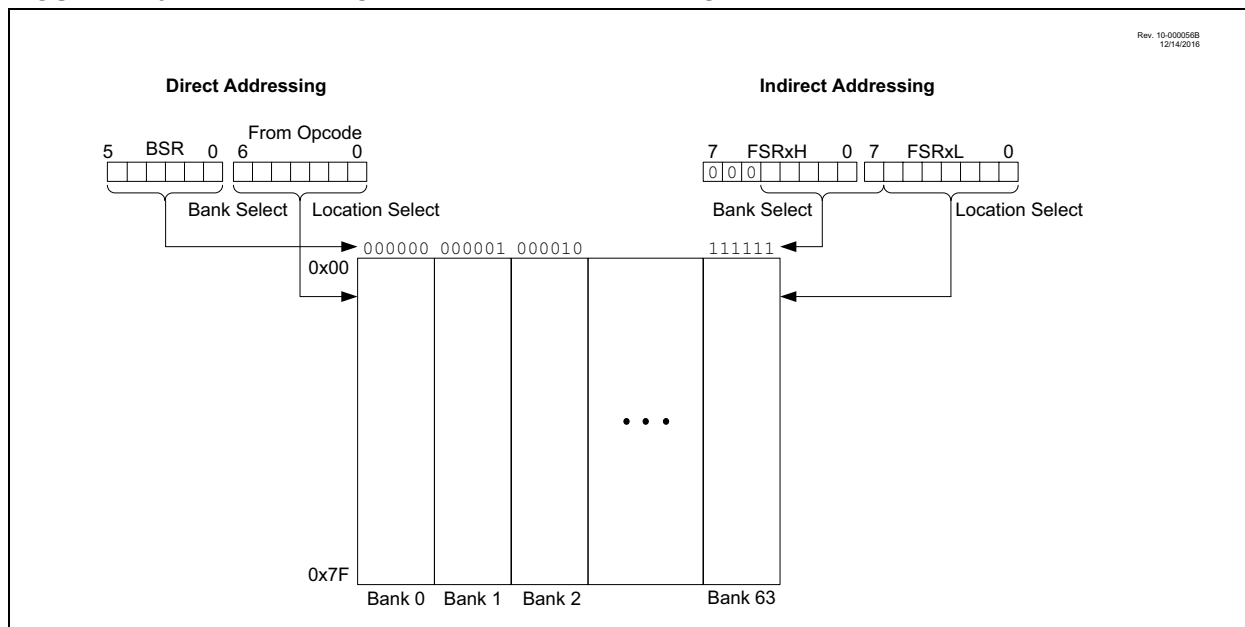 Rev. 10-000056B
12/14/2016
Direct Addressing
Indirect Addressing
From Opcode
5 BSR 0 6 0
7 FSRxH 0 7 FSRxL 0
0 0 0
Bank Select Location Select
Bank Select Location Select
000000 000001 000010 111111
0x00
• • •
0x7F
Bank 0 Bank 1 Bank 2 Bank 63